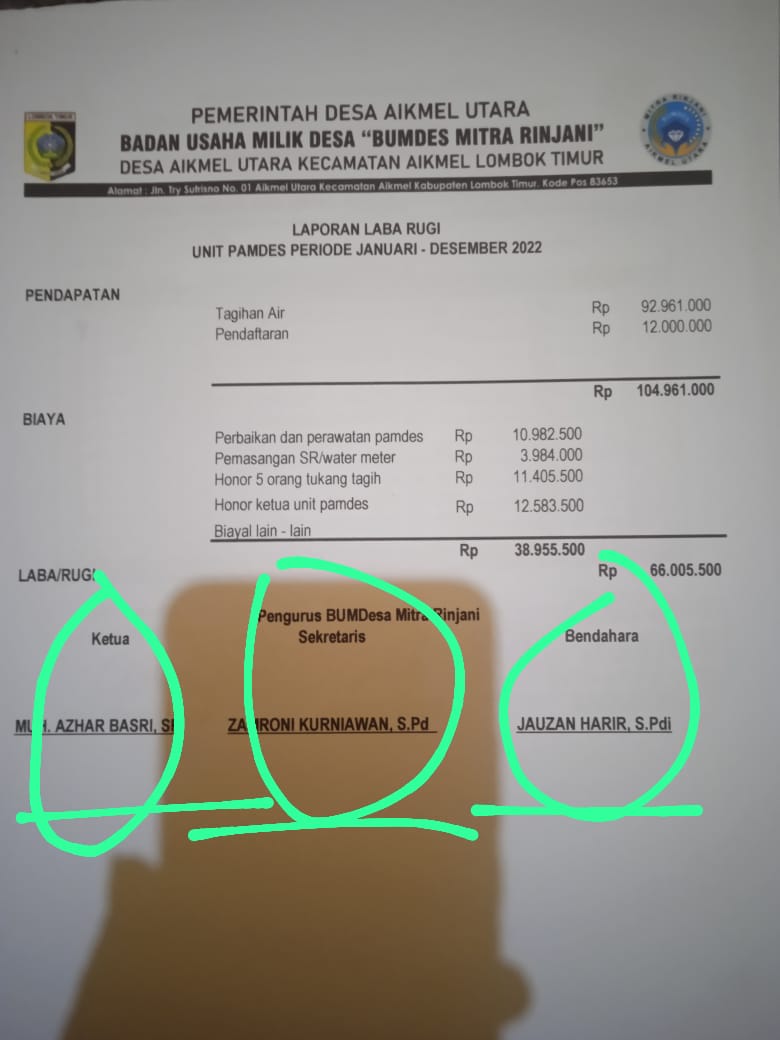 PEMERINTAH DESA AIKMEL UTARA
BADAN USAHA MILIK DESA “BUMDES MITRA RINJANI”
DESA AIKMEL UTARA KECAMATAN AIKMEL LOMBOK TIMUR
Alamat : Jln. Try Sutrisno No. 01 Aikmel Utara Kecamatan Aikmel Kabupaten Lombok Timur. Kode Pos 83653
LOMBOK TIMUR
MITRA RINJANI
AIKMEL UTARA
LAPORAN LABA RUGI
UNIT PAMDES PERIODE JANUARI - DESEMBER 2022
PENDAPATAN
Tagihan Air Rp 92.961.000
Pendaftaran Rp 12.000.000
Rp 104.961.000
BIAYA
Perbaikan dan perawatan pamdes Rp 10.982.500
Pemasangan SR/water meter Rp 3.984.000
Honor 5 orang tukang tagih Rp 11.405.500
Honor ketua unit pamdes Rp 12.583.500
Biayal lain - lain
Rp 38.955.500
LABA/RUGI Rp 66.005.500
Pengurus BUMDesa Mitra Rinjani
Ketua Sekretaris Bendahara
MUH. AZHAR BASRI, ZAMRONI KURNIAWAN, S.Pd JAUZAN HARIR, S.Pdi